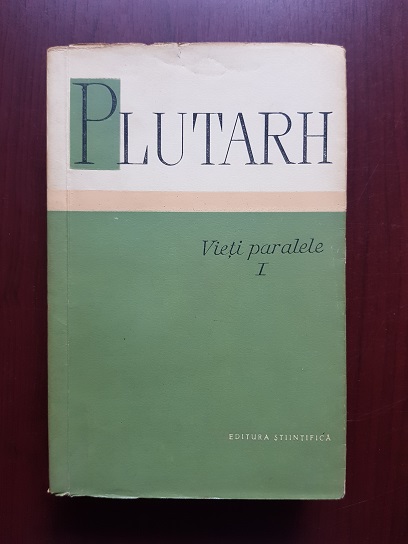 PLUTARH
Vieți paralele
I
EDITURA ȘTIINȚIFICĂ